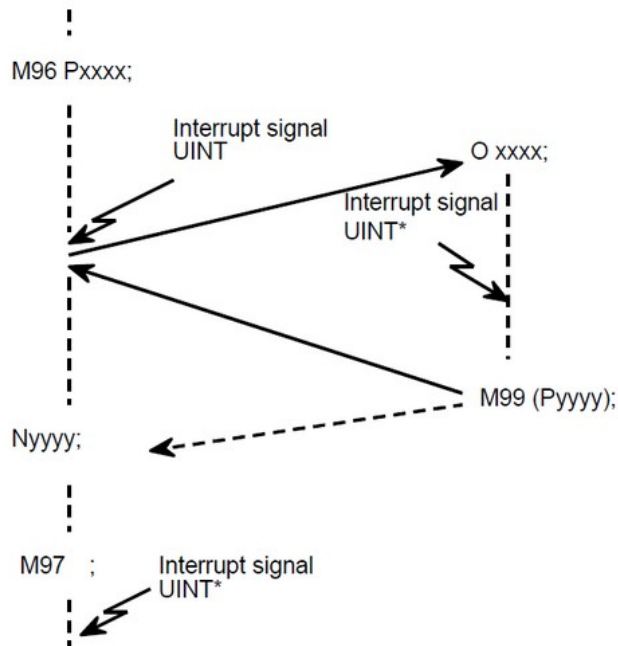 M96 Pxxxx;
Interrupt signal
UINT
O xxxx;
Interrupt signal
UINT*
M99 (Pyyyy);
Nyyyy;
M97 ;
Interrupt signal
UINT*